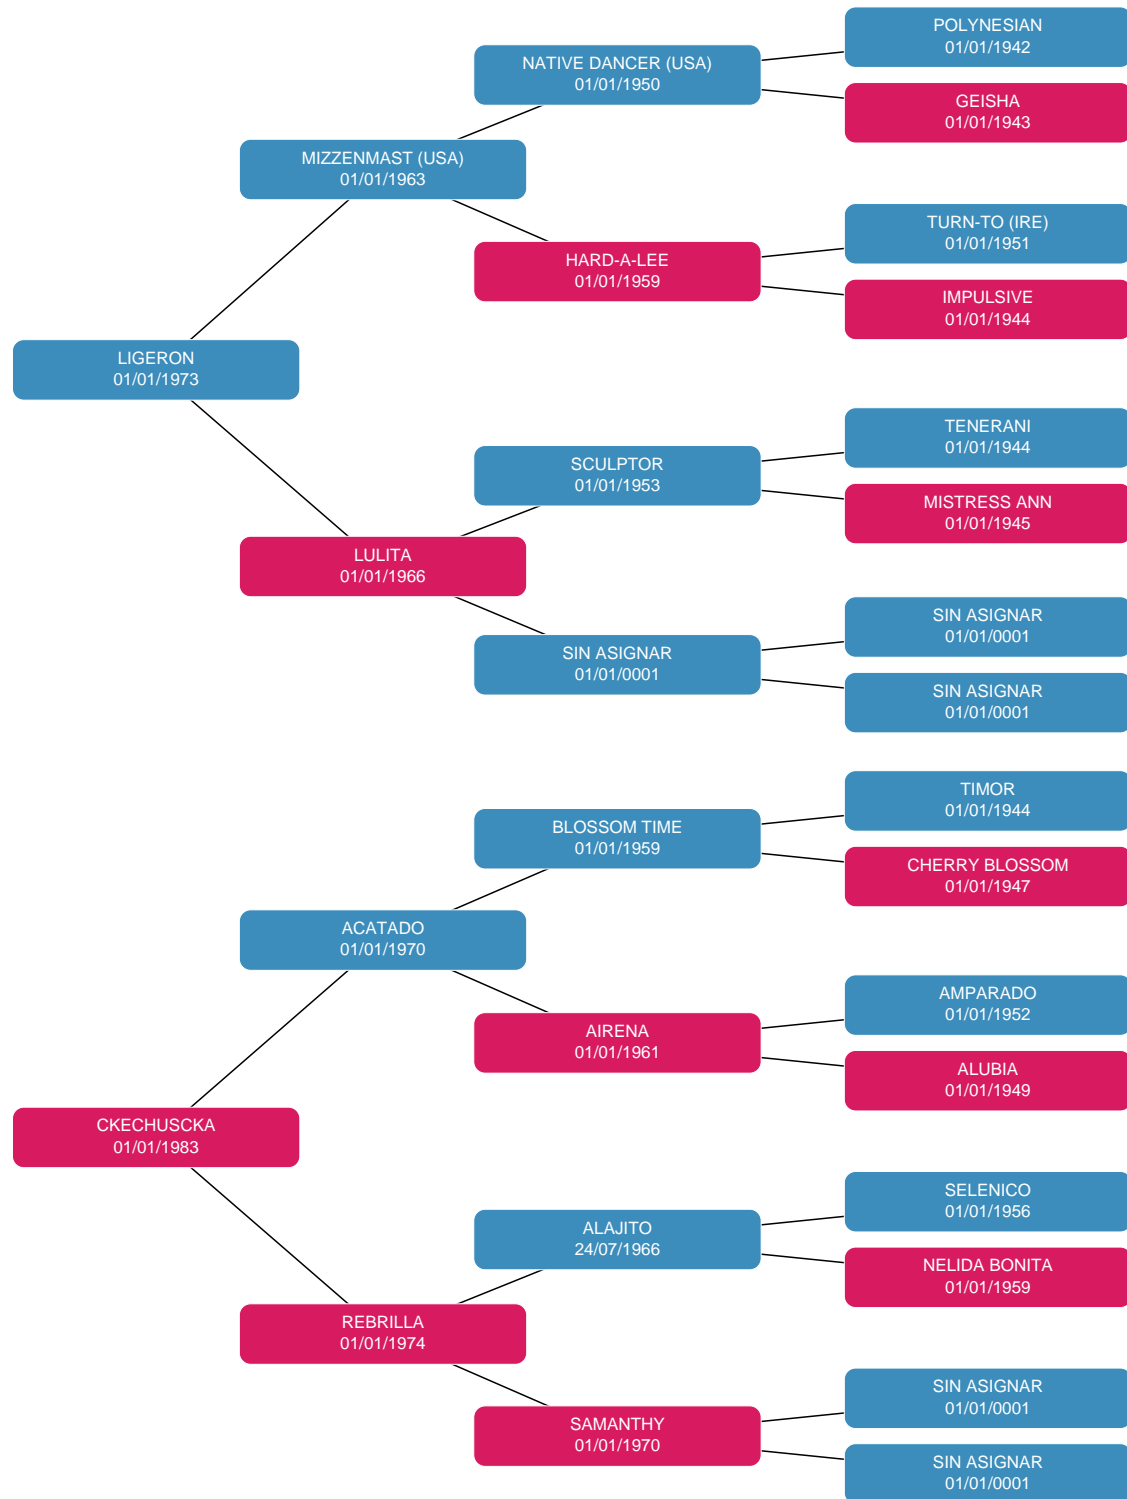 POLYNESIAN
01/01/1942
NATIVE DANCER (USA)
01/01/1950
GEISHA
01/01/1943
MIZZENMAST (USA)
01/01/1963
TURN-TO (IRE)
01/01/1951
HARD-A-LEE
01/01/1959
IMPULSIVE
01/01/1944
LIGERON
01/01/1973
TENERANI
01/01/1944
SCULPTOR
01/01/1953
MISTRESS ANN
01/01/1945
LULITA
01/01/1966
SIN ASIGNAR
01/01/0001
SIN ASIGNAR
01/01/0001
SIN ASIGNAR
01/01/0001
TIMOR
01/01/1944
BLOSSOM TIME
01/01/1959
CHERRY BLOSSOM
01/01/1947
ACATADO
01/01/1970
AMPARADO
01/01/1952
AIRENA
01/01/1961
ALUBIA
01/01/1949
CKECHUSCKA
01/01/1983
SELENICO
01/01/1956
ALAJITO
24/07/1966
NELIDA BONITA
01/01/1959
REBRILLA
01/01/1974
SIN ASIGNAR
01/01/0001
SAMANTHY
01/01/1970
SIN ASIGNAR
01/01/0001